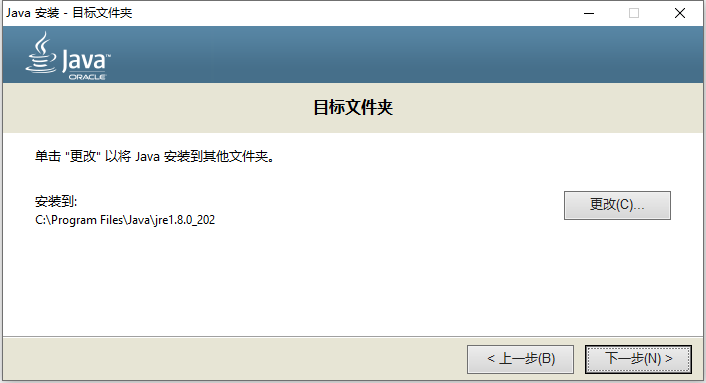 Java 安装 - 目标文件夹
Java™
ORACLE
目标文件夹
单击 "更改" 以将 Java 安装到其他文件夹。
安装到:
更改(C)...
C:\Program Files\Java\jre1.8.0_202
< 上一步(B)
下一步(N) >